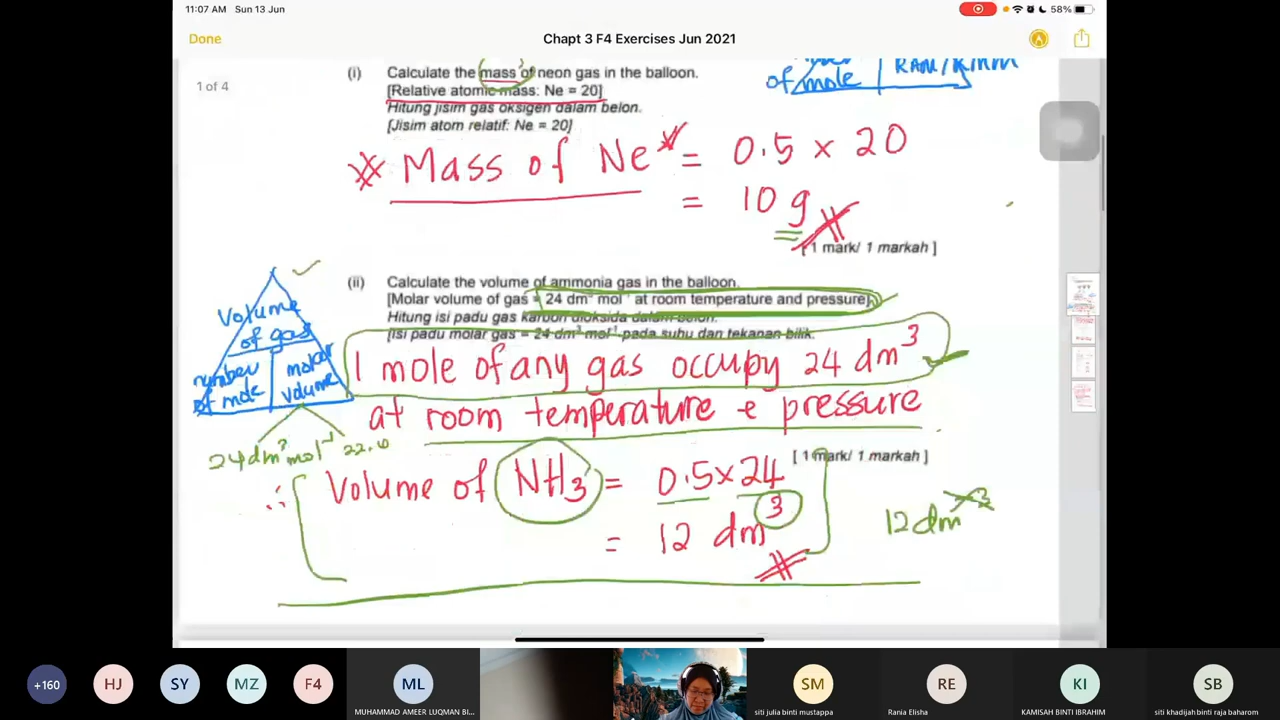 11:07 AM Sun 13 Jun
58%
Done
Chapt 3 F4 Exercises Jun 2021
1 of 4
(i) Calculate the mass of neon gas in the balloon.
[Relative atomic mass: Ne = 20]
Hitung jisim gas oksigen dalam belon.
[Jisim atom relatif: Ne = 20]
of mole RAM/RMM
Mass of Ne = 0.5 x 20
= 10 g
[ 1 mark/ 1 markah ]
(ii) Calculate the volume of ammonia gas in the balloon.
[Molar volume of gas = 24 dm³ mol⁻¹ at room temperature and pressure]
Hitung isi padu gas karbon dioksida dalam belon.
[Isi padu molar gas = 24 dm³ mol⁻¹ pada suhu dan tekanan bilik.
Volume
of gas
number of mole
molar volume
24 dm³ mol⁻¹ 22.4
1 mole of any gas occupy 24 dm³
at room temperature & pressure
[ 1 mark/ 1 markah ]
∴ Volume of NH3 = 0.5 x 24
= 12 dm³
12 dm⁻³
+160
HJ
SY
MZ
F4
ML
SM
RE
KI
SB
MUHAMMAD AMEER LUQMAN BI...
siti julia binti mustappa
Rania Elisha
KAMISAH BINTI IBRAHIM
siti khadijah binti raja baharom